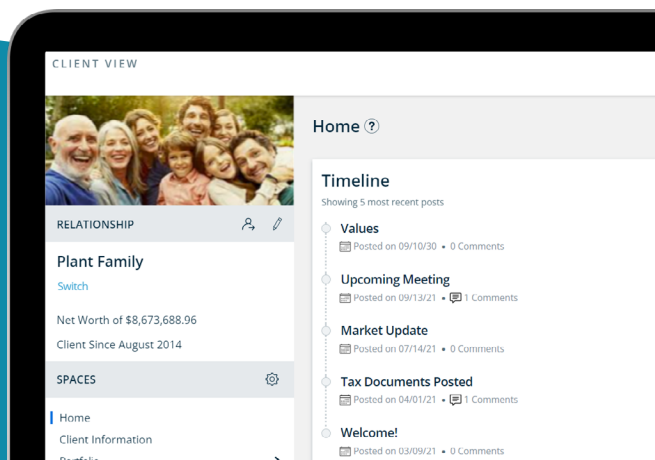 CLIENT VIEW
RELATIONSHIP
Plant Family
Switch
Net Worth of $8,673,688.96
Client Since August 2014
SPACES
Home
Client Information
Portfolio
Home ?
Timeline
Showing 5 most recent posts
Values
Posted on 09/10/30 • 0 Comments
Upcoming Meeting
Posted on 09/13/21 • 1 Comments
Market Update
Posted on 07/14/21 • 0 Comments
Tax Documents Posted
Posted on 04/01/21 • 1 Comments
Welcome!
Posted on 03/09/21 • 0 Comments